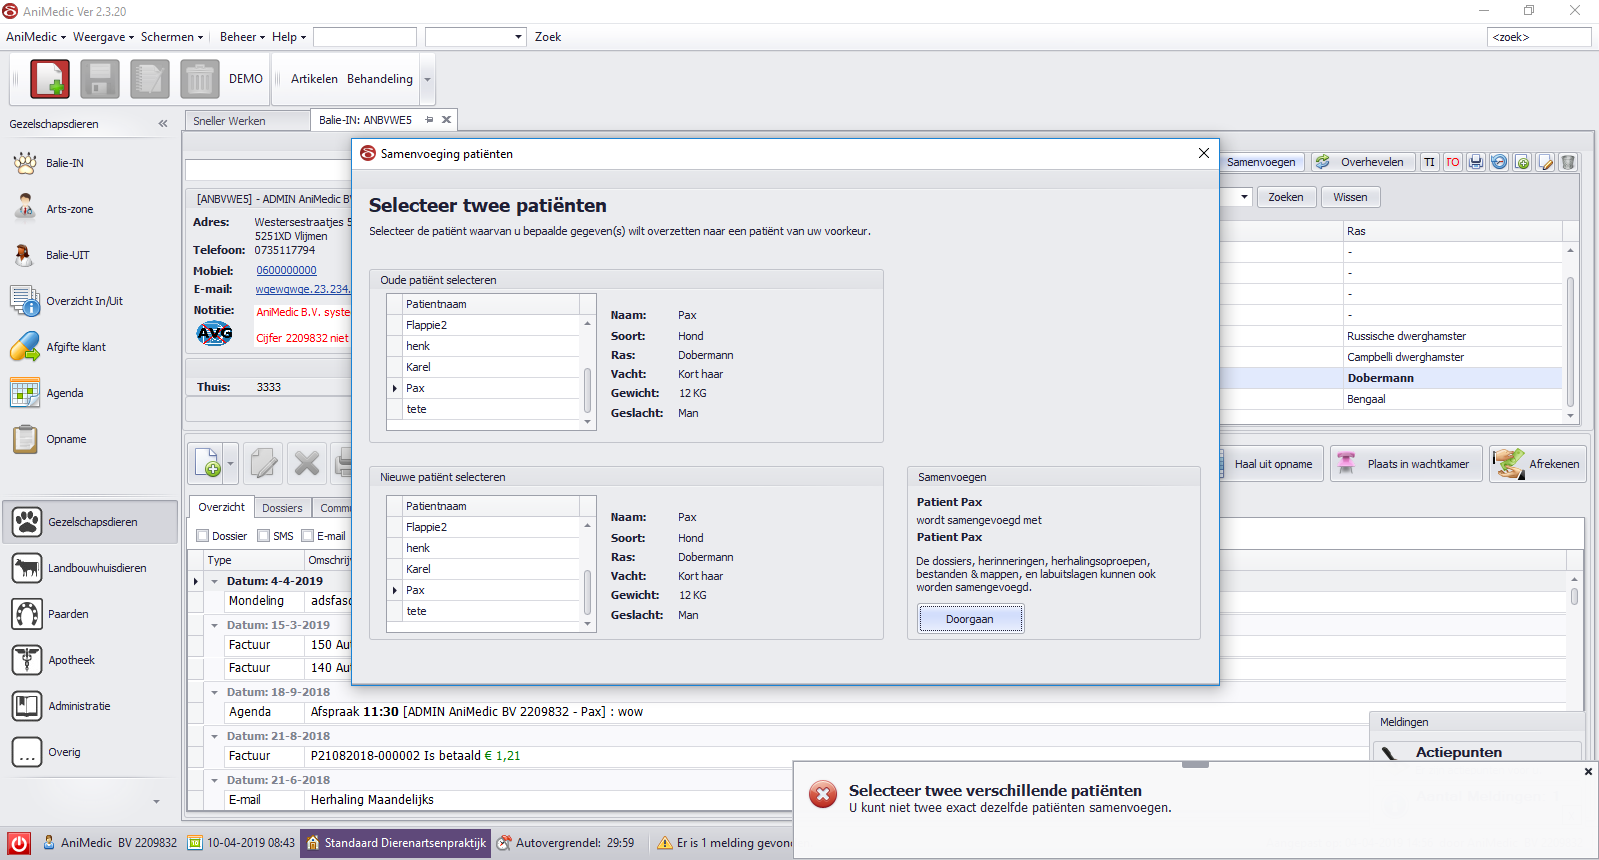 AniMedic Ver 2.3.20
AniMedic Weergave Schermen Beheer Help Zoek <zoek>
DEMO Artikelen Behandeling
Gezelschapsdieren
Sneller Werken
Balie-IN: ANBVWE5
Balie-IN
Arts-zone
Balie-UIT
Overzicht In/Uit
Afgifte klant
Agenda
Opname
Gezelschapsdieren
Landbouwhuisdieren
Paarden
Apotheek
Administratie
Overig
[ANBVWE5] - ADMIN AniMedic BV
Adres: Westersestraatjes 5
5251XD Vlijmen
Telefoon: 0735117794
Mobiel: 0600000000
E-mail: wgewgwge.23.234.
Notitie: AniMedic B.V. syste
AVG
Cijfer 2209832 niet
Thuis: 3333
Samenvoeging patiënten
Selecteer twee patiënten
Selecteer de patiënt waarvan u bepaalde gegeven(s) wilt overzetten naar een patiënt van uw voorkeur.
Oude patiënt selecteren
Patientnaam
Flappie2
henk
Karel
Pax
tete
Naam: Pax
Soort: Hond
Ras: Dobermann
Vacht: Kort haar
Gewicht: 12 KG
Geslacht: Man
Nieuwe patiënt selecteren
Patientnaam
Flappie2
henk
Karel
Pax
tete
Naam: Pax
Soort: Hond
Ras: Dobermann
Vacht: Kort haar
Gewicht: 12 KG
Geslacht: Man
Samenvoegen
Patient Pax
wordt samengevoegd met
Patient Pax
De dossiers, herinneringen, herhalingsoproepen,
bestanden & mappen, en labuitslagen kunnen ook
worden samengevoegd.
Doorgaan
Samenvoegen Overhevelen TI TO
Zoeken Wissen
Ras
-
-
-
-
Russische dwerghamster
Campbelli dwerghamster
Dobermann
Bengaal
Haal uit opname Plaats in wachtkamer Afrekenen
Overzicht Dossiers Commu
Dossier SMS E-mail
Type Omschrij
Datum: 4-4-2019
Mondeling adsfasd
Datum: 15-3-2019
Factuur 150 Aut
Factuur 140 Aut
Datum: 18-9-2018
Agenda Afspraak 11:30 [ADMIN AniMedic BV 2209832 - Pax] : wow
Datum: 21-8-2018
Factuur P21082018-000002 Is betaald € 1,21
Datum: 21-6-2018
E-mail Herhaling Maandelijks
Meldingen
Actiepunten
Selecteer twee verschillende patiënten
U kunt niet twee exact dezelfde patiënten samenvoegen.
AniMedic BV 2209832 10-04-2019 08:43 Standaard Dierenartsenpraktijk Autovergrendel: 29:59 Er is 1 melding gevon